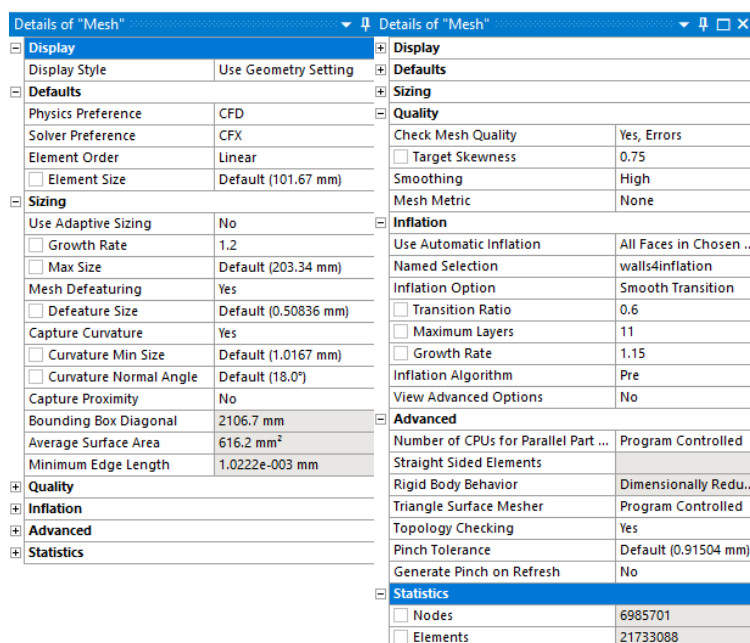 Details of "Mesh"
Display
Display Style Use Geometry Setting
Defaults
Physics Preference CFD
Solver Preference CFX
Element Order Linear
Element Size Default (101.67 mm)
Sizing
Use Adaptive Sizing No
Growth Rate 1.2
Max Size Default (203.34 mm)
Mesh Defeaturing Yes
Defeature Size Default (0.50836 mm)
Capture Curvature Yes
Curvature Min Size Default (1.0167 mm)
Curvature Normal Angle Default (18.0°)
Capture Proximity No
Bounding Box Diagonal 2106.7 mm
Average Surface Area 616.2 mm²
Minimum Edge Length 1.0222e-003 mm
Quality
Inflation
Advanced
Statistics
Details of "Mesh"
Display
Defaults
Sizing
Quality
Check Mesh Quality Yes, Errors
Target Skewness 0.75
Smoothing High
Mesh Metric None
Inflation
Use Automatic Inflation All Faces in Chosen ..
Named Selection walls4inflation
Inflation Option Smooth Transition
Transition Ratio 0.6
Maximum Layers 11
Growth Rate 1.15
Inflation Algorithm Pre
View Advanced Options No
Advanced
Number of CPUs for Parallel Part ... Program Controlled
Straight Sided Elements
Rigid Body Behavior Dimensionally Redu..
Triangle Surface Mesher Program Controlled
Topology Checking Yes
Pinch Tolerance Default (0.91504 mm)
Generate Pinch on Refresh No
Statistics
Nodes 6985701
Elements 21733088